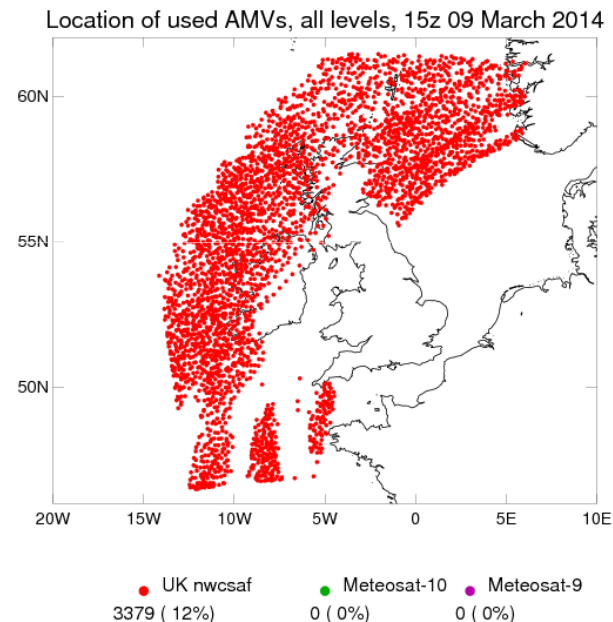 Location of used AMVs, all levels, 15z 09 March 2014
60N
55N
50N
20W 15W 10W 5W 0 5E 10E
UK nwcsaf Meteosat-10 Meteosat-9
3379 ( 12%) 0 ( 0%) 0 ( 0%)